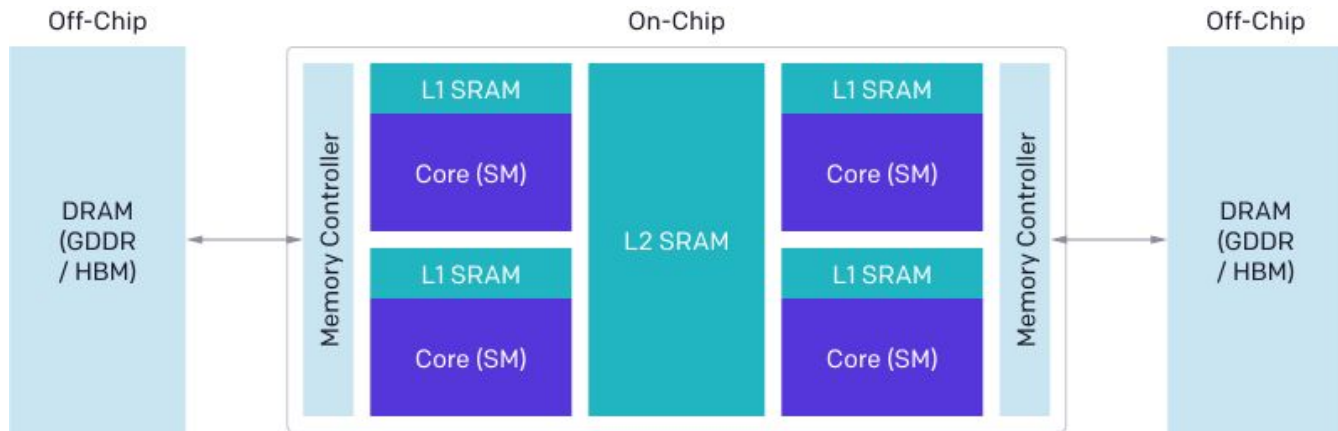 Off-Chip
On-Chip
Off-Chip
DRAM
(GDDR
/ HBM)
Memory Controller
L1 SRAM
Core (SM)
L1 SRAM
Core (SM)
L2 SRAM
L1 SRAM
Core (SM)
L1 SRAM
Core (SM)
Memory Controller
DRAM
(GDDR
/ HBM)